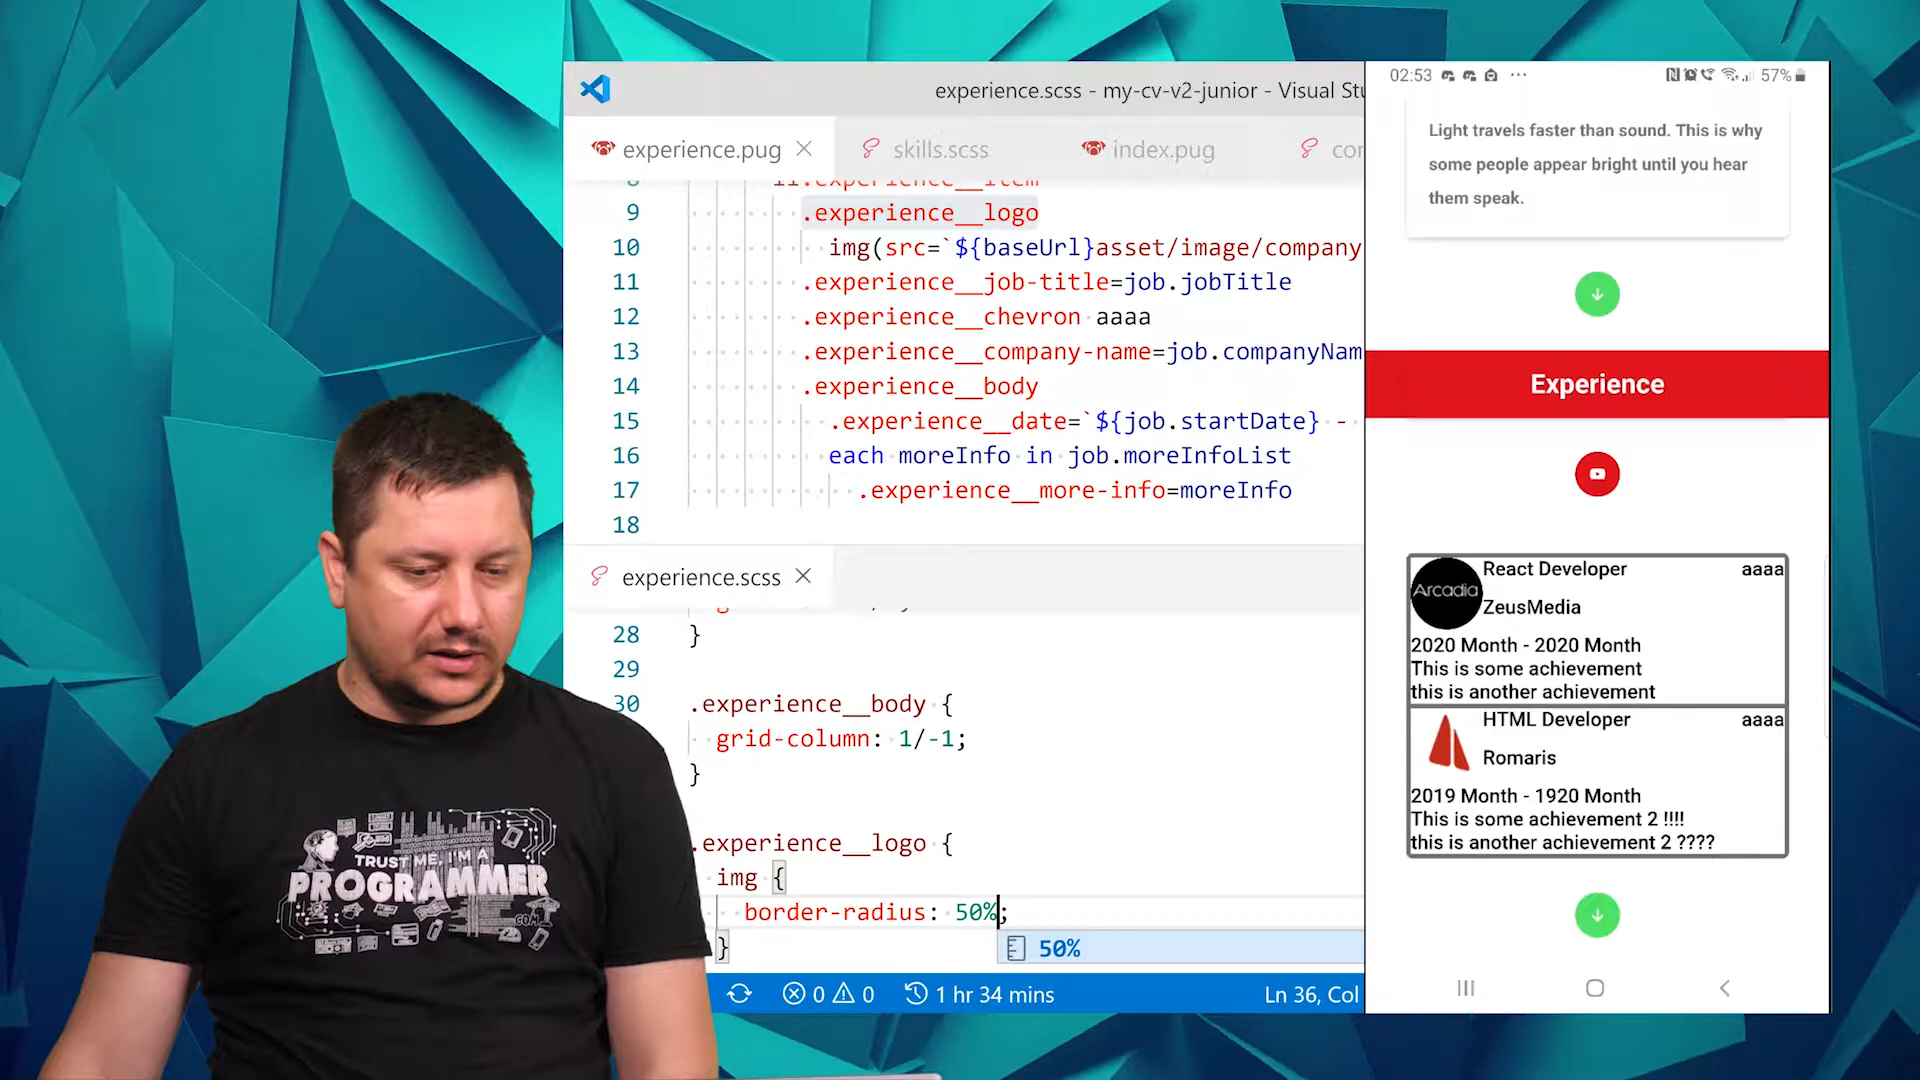 experience.scss - my-cv-v2-junior - Visual Stu
experience.pug
skills.scss
index.pug
cor
8 li.experience__item
9 .experience__logo
10 img(src=`${baseUrl}asset/image/company
11 .experience__job-title=job.jobTitle
12 .experience__chevron aaaa
13 .experience__company-name=job.companyNam
14 .experience__body
15 .experience__date=`${job.startDate} -
16 each moreInfo in job.moreInfoList
17 .experience__more-info=moreInfo
18
experience.scss
28 }
29
30 .experience__body {
grid-column: 1/-1;
}
.experience__logo {
img {
border-radius: 50%;
}
50%
0 0 1 hr 34 mins
Ln 36, Col
02:53
57%
Light travels faster than sound. This is why
some people appear bright until you hear
them speak.
Experience
Arcadia
React Developer aaaa
ZeusMedia
2020 Month - 2020 Month
This is some achievement
this is another achievement
HTML Developer aaaa
Romaris
2019 Month - 1920 Month
This is some achievement 2 !!!!
this is another achievement 2 ????
TRUST ME, I'M A
PROGRAMMER
.COM